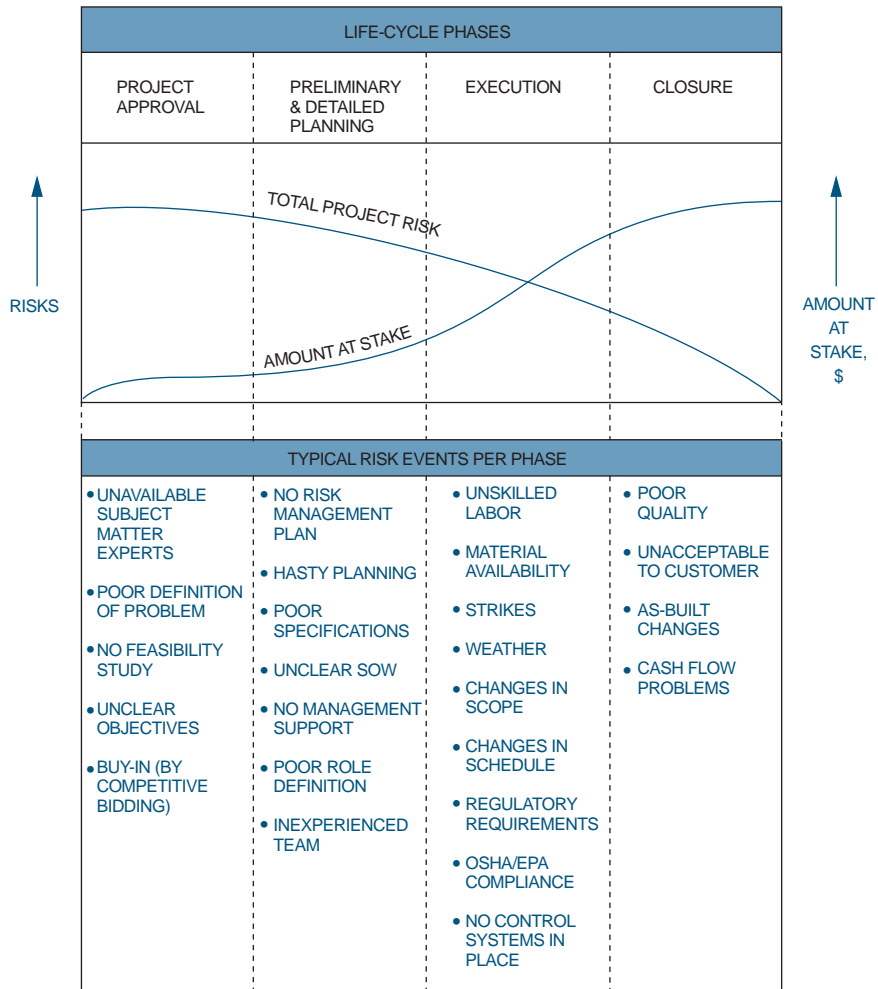 LIFE-CYCLE PHASES
PROJECT
APPROVAL
PRELIMINARY
& DETAILED
PLANNING
EXECUTION
CLOSURE
TOTAL PROJECT RISK
AMOUNT AT STAKE
RISKS
AMOUNT
AT
STAKE,
$
TYPICAL RISK EVENTS PER PHASE
• UNAVAILABLE
SUBJECT
MATTER
EXPERTS
• POOR DEFINITION
OF PROBLEM
• NO FEASIBILITY
STUDY
• UNCLEAR
OBJECTIVES
• BUY-IN (BY
COMPETITIVE
BIDDING)
• NO RISK
MANAGEMENT
PLAN
• HASTY PLANNING
• POOR
SPECIFICATIONS
• UNCLEAR SOW
• NO MANAGEMENT
SUPPORT
• POOR ROLE
DEFINITION
• INEXPERIENCED
TEAM
• UNSKILLED
LABOR
• MATERIAL
AVAILABILITY
• STRIKES
• WEATHER
• CHANGES IN
SCOPE
• CHANGES IN
SCHEDULE
• REGULATORY
REQUIREMENTS
• OSHA/EPA
COMPLIANCE
• NO CONTROL
SYSTEMS IN
PLACE
• POOR
QUALITY
• UNACCEPTABLE
TO CUSTOMER
• AS-BUILT
CHANGES
• CASH FLOW
PROBLEMS